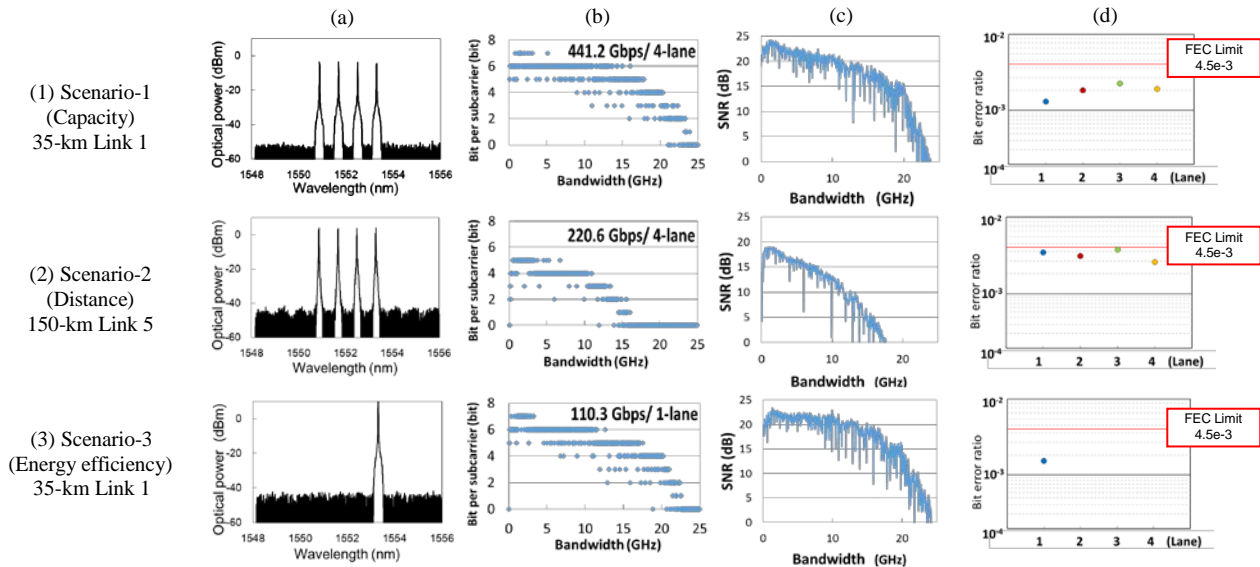 (a)
(b)
(c)
(d)
(1) Scenario-1
(Capacity)
35-km Link 1
Optical power (dBm)
0
-20
-40
-60
1548 1550 1552 1554 1556
Wavelength (nm)
Bit per subcarrier (bit)
8
6
4
2
0
441.2 Gbps/ 4-lane
0 5 10 15 20 25
Bandwidth (GHz)
SNR (dB)
25
20
15
10
5
0
0 10 20
Bandwidth (GHz)
Bit error ratio
10-2
10-3
10-4
FEC Limit
4.5e-3
1 2 3 4 (Lane)
(2) Scenario-2
(Distance)
150-km Link 5
Optical power (dBm)
0
-20
-40
-60
1548 1550 1552 1554 1556
Wavelength (nm)
Bit per subcarrier (bit)
8
6
4
2
0
220.6 Gbps/ 4-lane
0 5 10 15 20 25
Bandwidth (GHz)
SNR (dB)
25
20
15
10
5
0
0 10 20
Bandwidth (GHz)
Bit error ratio
10-2
10-3
10-4
FEC Limit
4.5e-3
1 2 3 4 (Lane)
(3) Scenario-3
(Energy efficiency)
35-km Link 1
Optical power (dBm)
0
-20
-40
-60
1548 1550 1552 1554 1556
Wavelength (nm)
Bit per subcarrier (bit)
8
6
4
2
0
110.3 Gbps/ 1-lane
0 5 10 15 20 25
Bandwidth (GHz)
SNR (dB)
25
20
15
10
5
0
0 10 20
Bandwidth (GHz)
Bit error ratio
10-2
10-3
10-4
FEC Limit
4.5e-3
1 2 3 4 (Lane)